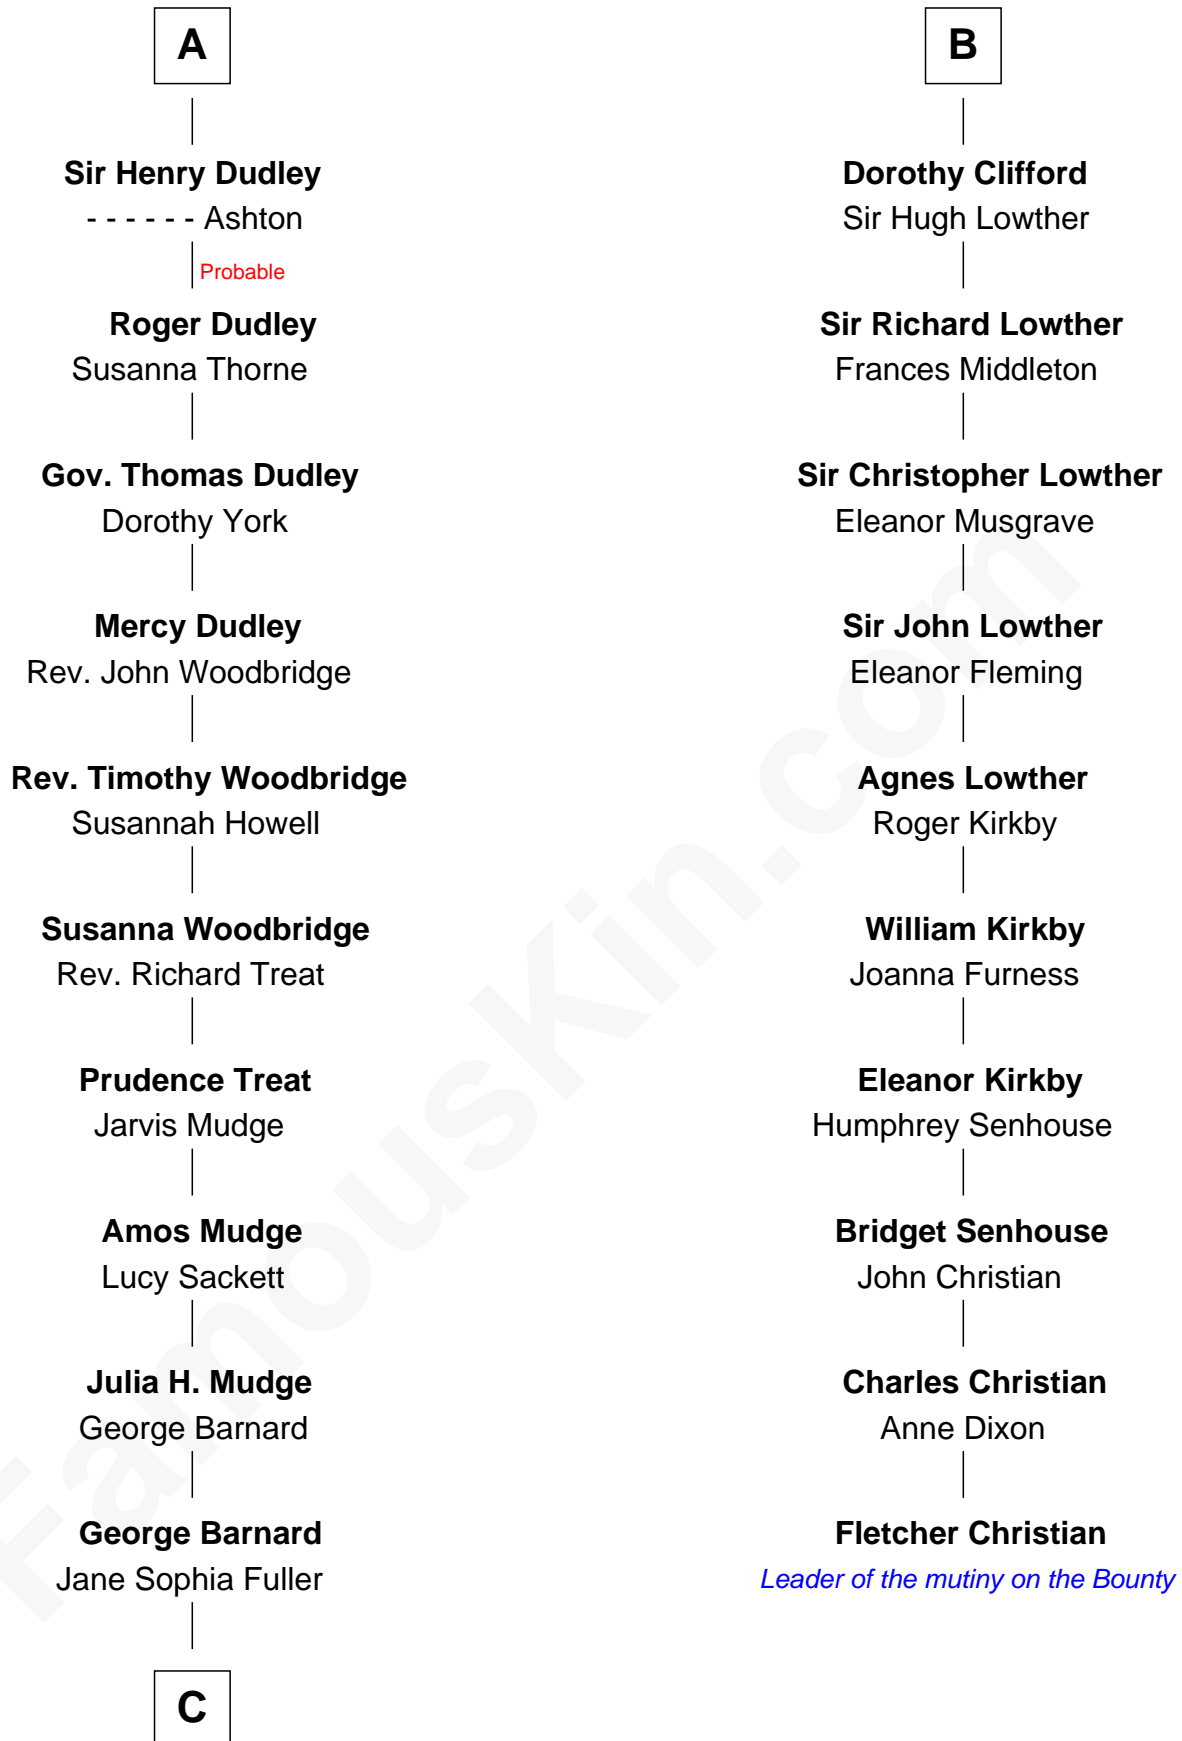 A
Sir Henry Dudley
- - - - - - Ashton
Probable
Roger Dudley
Susanna Thorne
Gov. Thomas Dudley
Dorothy York
Mercy Dudley
Rev. John Woodbridge
Rev. Timothy Woodbridge
Susannah Howell
Susanna Woodbridge
Rev. Richard Treat
Prudence Treat
Jarvis Mudge
Amos Mudge
Lucy Sackett
Julia H. Mudge
George Barnard
George Barnard
Jane Sophia Fuller
C
B
Dorothy Clifford
Sir Hugh Lowther
Sir Richard Lowther
Frances Middleton
Sir Christopher Lowther
Eleanor Musgrave
Sir John Lowther
Eleanor Fleming
Agnes Lowther
Roger Kirkby
William Kirkby
Joanna Furness
Eleanor Kirkby
Humphrey Senhouse
Bridget Senhouse
John Christian
Charles Christian
Anne Dixon
Fletcher Christian
Leader of the mutiny on the Bounty
FamousKin.com